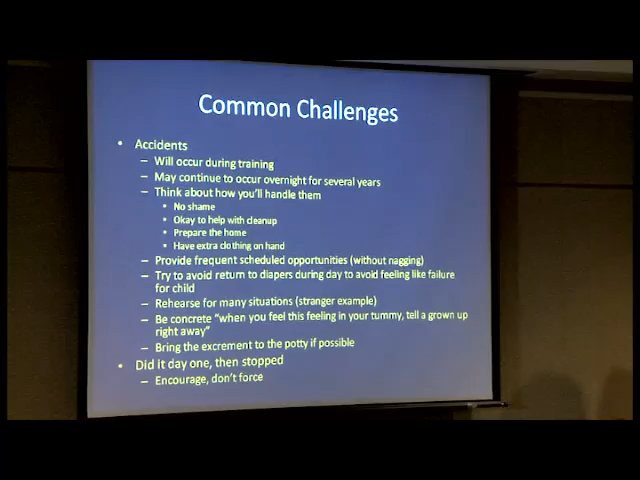 Common Challenges
• Accidents
– Will occur during training
– May continue to occur overnight for several years
– Think about how you'll handle them
• No shame
• Okay to help with cleanup
• Prepare the home
• Have extra clothing on hand
– Provide frequent scheduled opportunities (without nagging)
– Try to avoid return to diapers during day to avoid feeling like failure
for child
– Rehearse for many situations (stranger example)
– Be concrete "when you feel this feeling in your tummy, tell a grown up
right away"
– Bring the excrement to the potty if possible
• Did it day one, then stopped
– Encourage, don't force